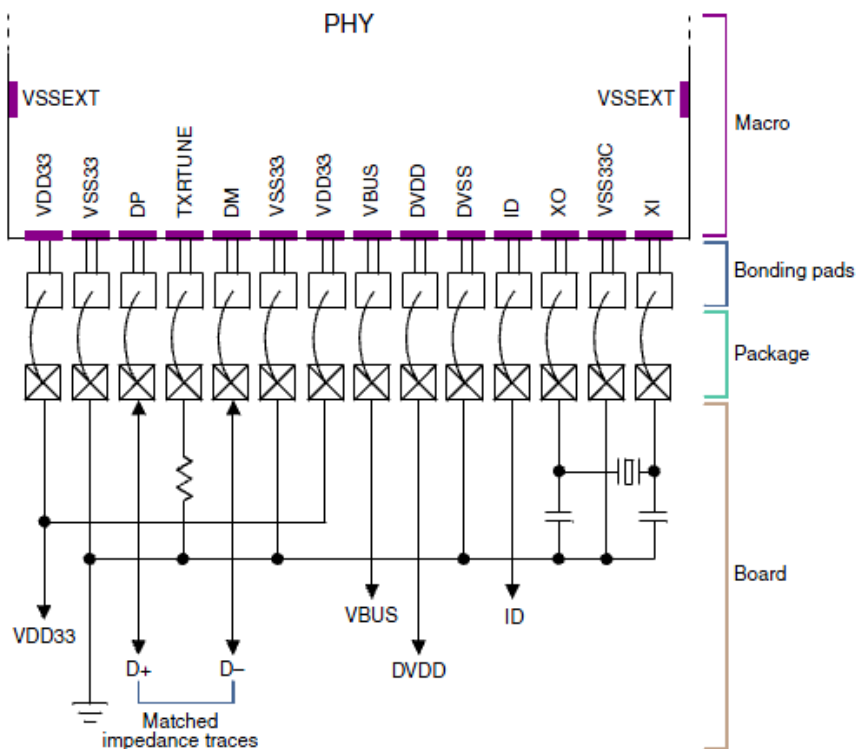 PHY
VSSEXT
VSSEXT
Macro
VDD33
VSS33
DP
TXRTUNE
DM
VSS33
VDD33
VBUS
DVDD
DVSS
ID
XO
VSS33C
XI
Bonding pads
Package
Board
VBUS
ID
VDD33
D+
D–
DVDD
Matched
impedance traces